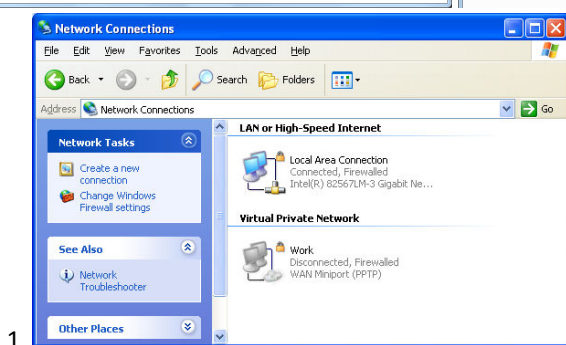 Network Connections
File Edit View Favorites Tools Advanced Help
Back Search Folders
Address Network Connections Go
LAN or High-Speed Internet
Network Tasks
Local Area Connection
Connected, Firewalled
Intel(R) 82567LM-3 Gigabit Ne...
Create a new
connection
Change Windows
Firewall settings
Virtual Private Network
See Also
Work
Disconnected, Firewalled
WAN Miniport (PPTP)
Network
Troubleshooter
Other Places
1